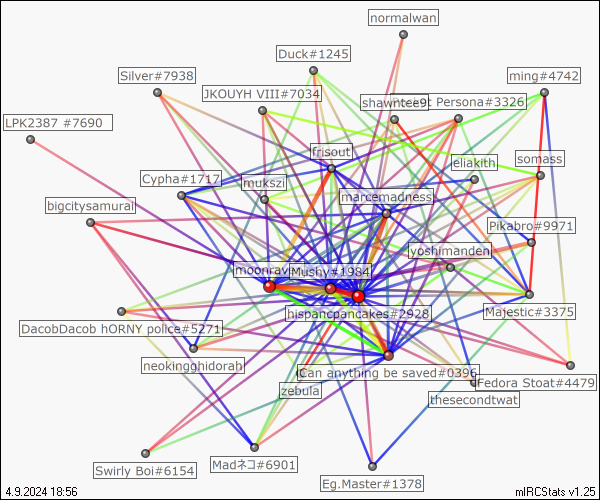 normalwan
Duck#1245
Silver#7938
ming#4742
JKOUYH VIII#7034
shawntee9
t Persona#3326
LPK2387 #7690
frisout
eliakith
somass
Cypha#1717
mukszi
marcemadness
bigcitysamurai
Pikabro#9971
yoshimanden
moonrav
Mushy#1984
hispancpancakes#2928
Majestic#3375
DacobDacob hORNY police#5271
neokingghidorah
Can anything be saved#0396
Fedora Stoat#4479
zebula
thesecondtwat
Swirly Boi#6154
Madネコ#6901
Eg.Master#1378
4.9.2024 18:56
mIRCStats v1.25